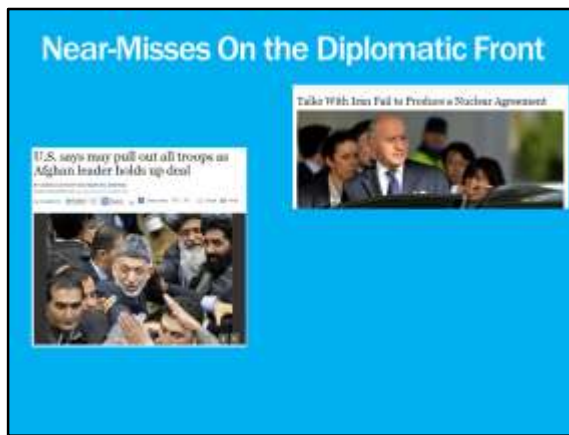 Near-Misses On the Diplomatic Front
Talks With Iran Fail to Produce a Nuclear Agreement
U.S. says may pull out all troops as
Afghan leader holds up deal